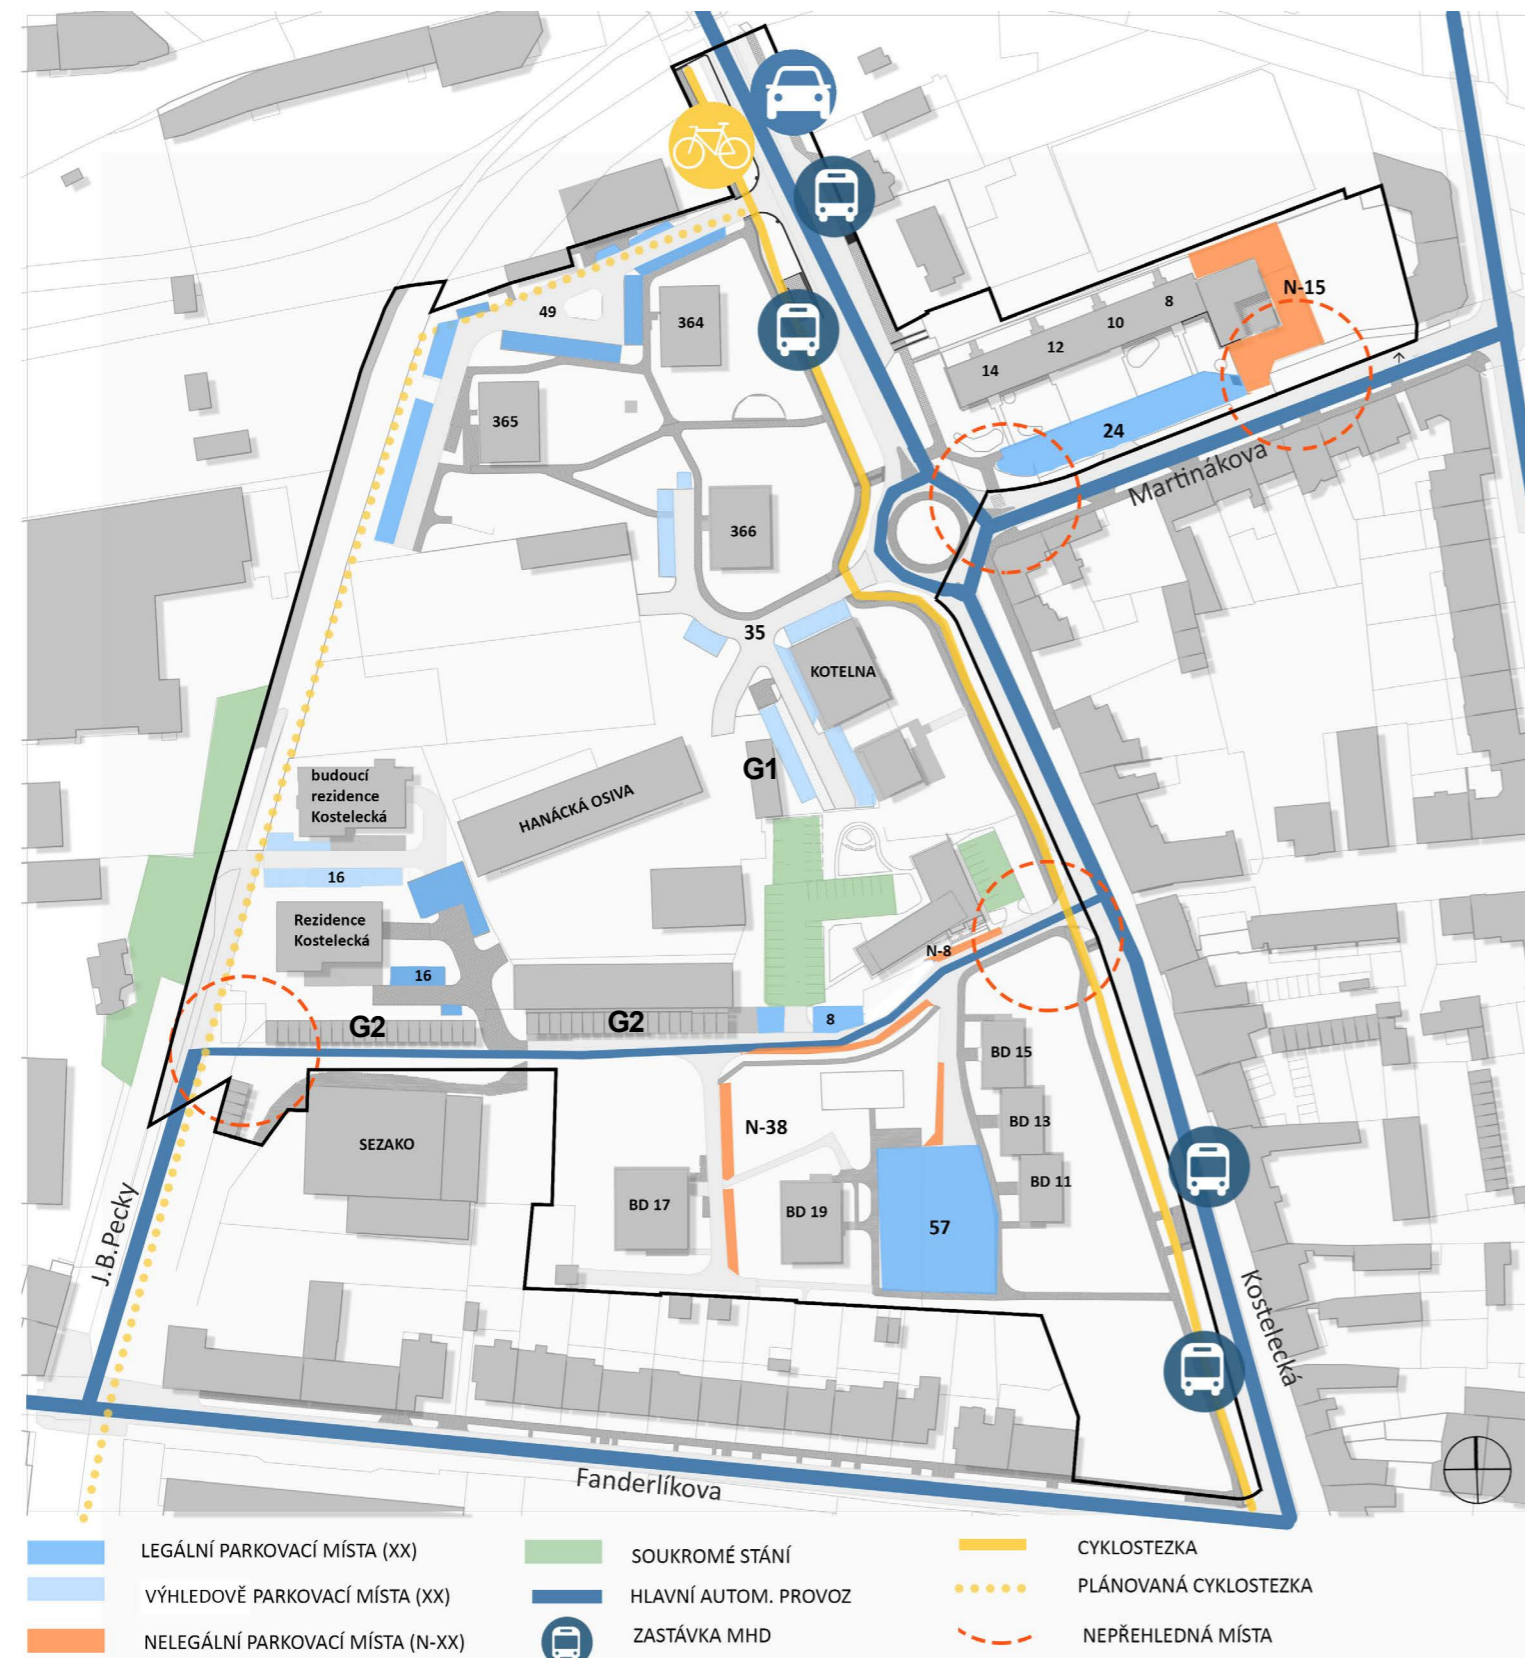 N-15
8
10
12
14
49
364
365
24
Martinákova
366
35
KOTELNA
G1
budoucí
rezidence
Kostelecká
HANÁCKÁ OSIVA
16
Rezidence
Kostelecká
N-8
16
G2
G2
8
BD 15
N-38
BD 13
SEZAKO
BD 11
BD 17
BD 19
57
J.B.Pecky
Kostelecká
Fanderlíkova
LEGÁLNÍ PARKOVACÍ MÍSTA (XX)
SOUKROMÉ STÁNÍ
CYKLOSTEZKA
VÝHLEDOVĚ PARKOVACÍ MÍSTA (XX)
HLAVNÍ AUTOM. PROVOZ
PLÁNOVANÁ CYKLOSTEZKA
NELEGÁLNÍ PARKOVACÍ MÍSTA (N-XX)
ZASTÁVKA MHD
NEPŘEHLEDNÁ MÍSTA